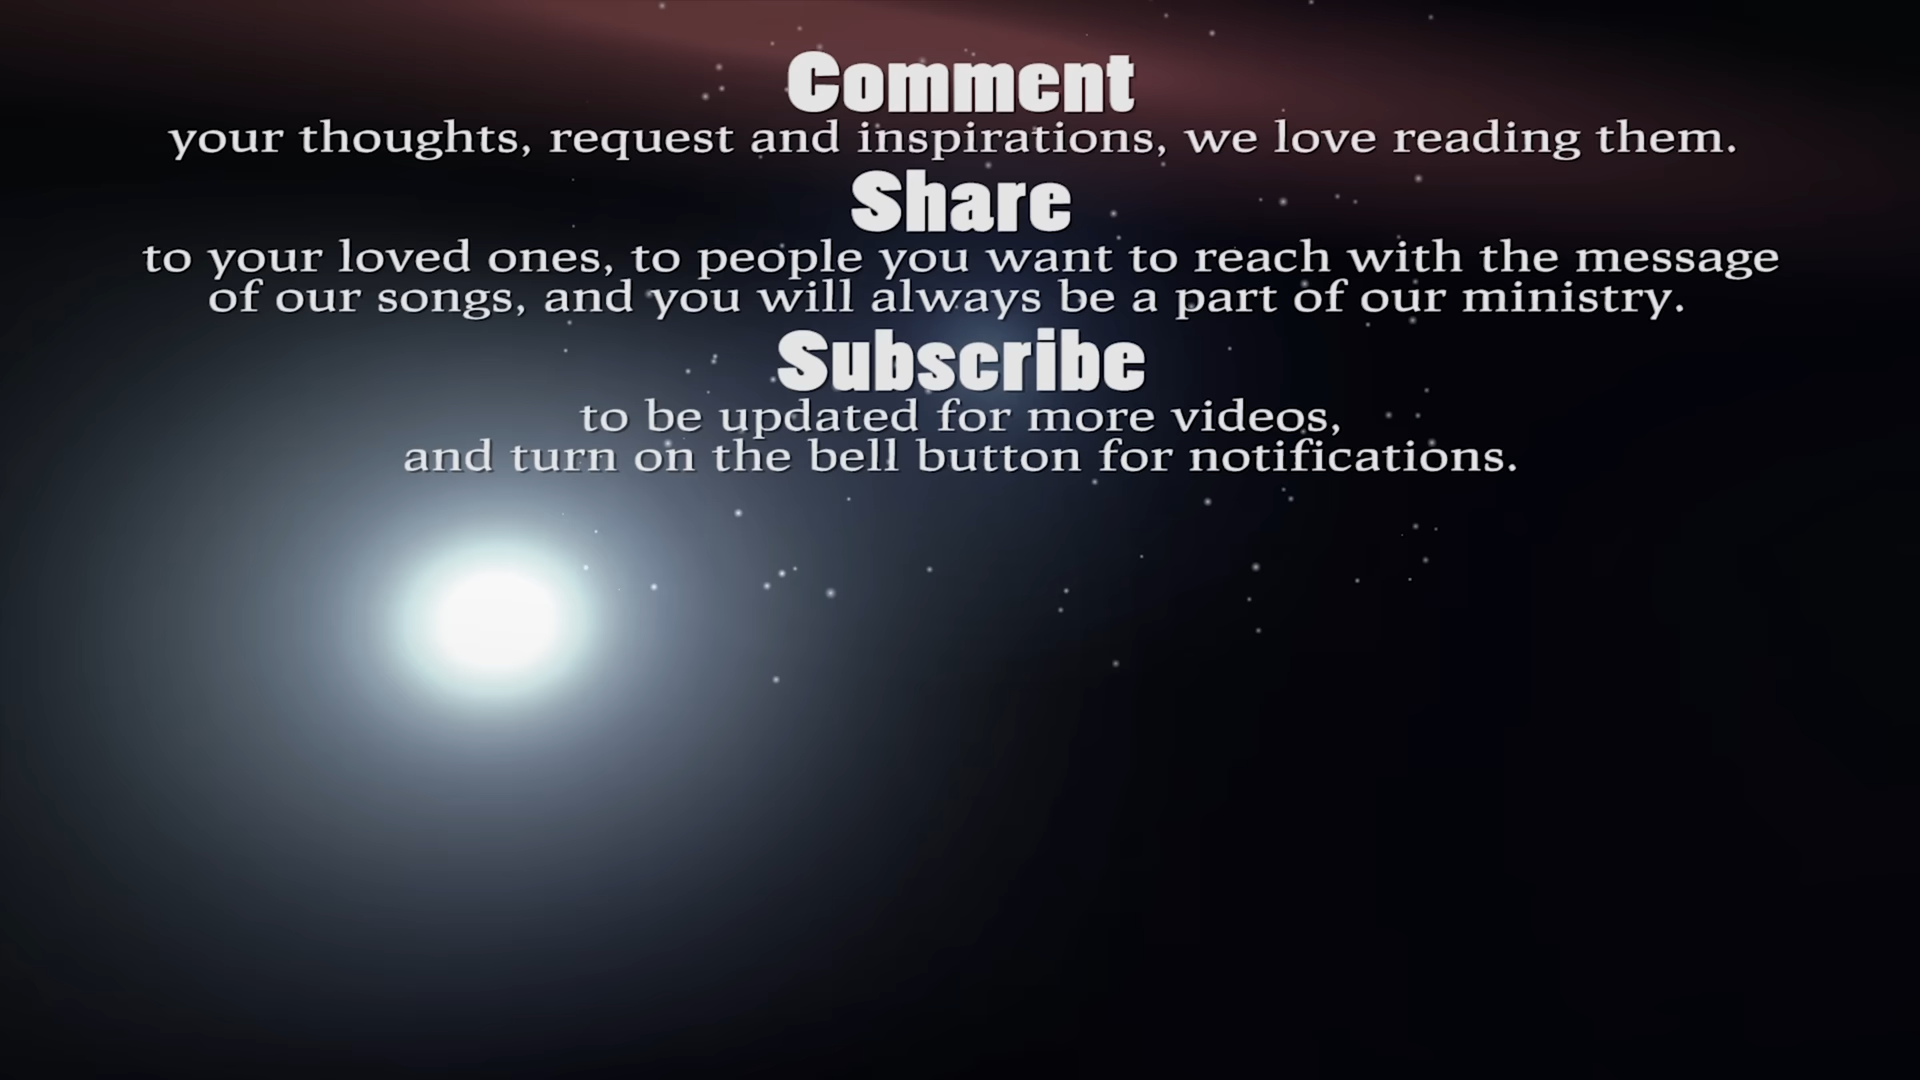 Comment
your thoughts, request and inspirations, we love reading them.
Share
to your loved ones, to people you want to reach with the message
of our songs, and you will always be a part of our ministry.
Subscribe
to be updated for more videos,
and turn on the bell button for notifications.